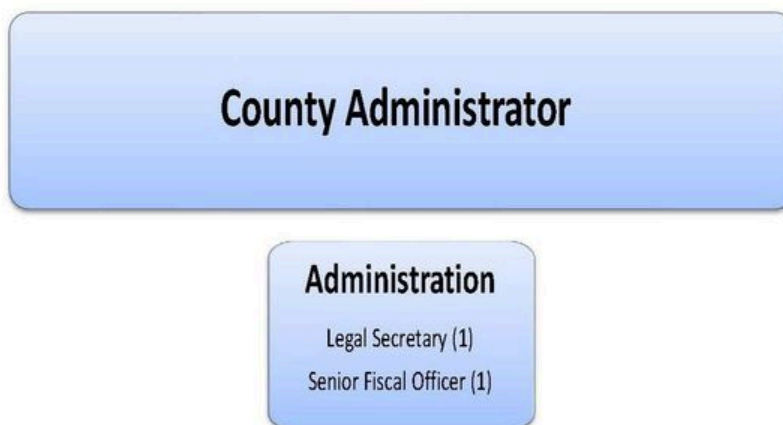 County Administrator
Administration
Legal Secretary (1)
Senior Fiscal Officer (1)